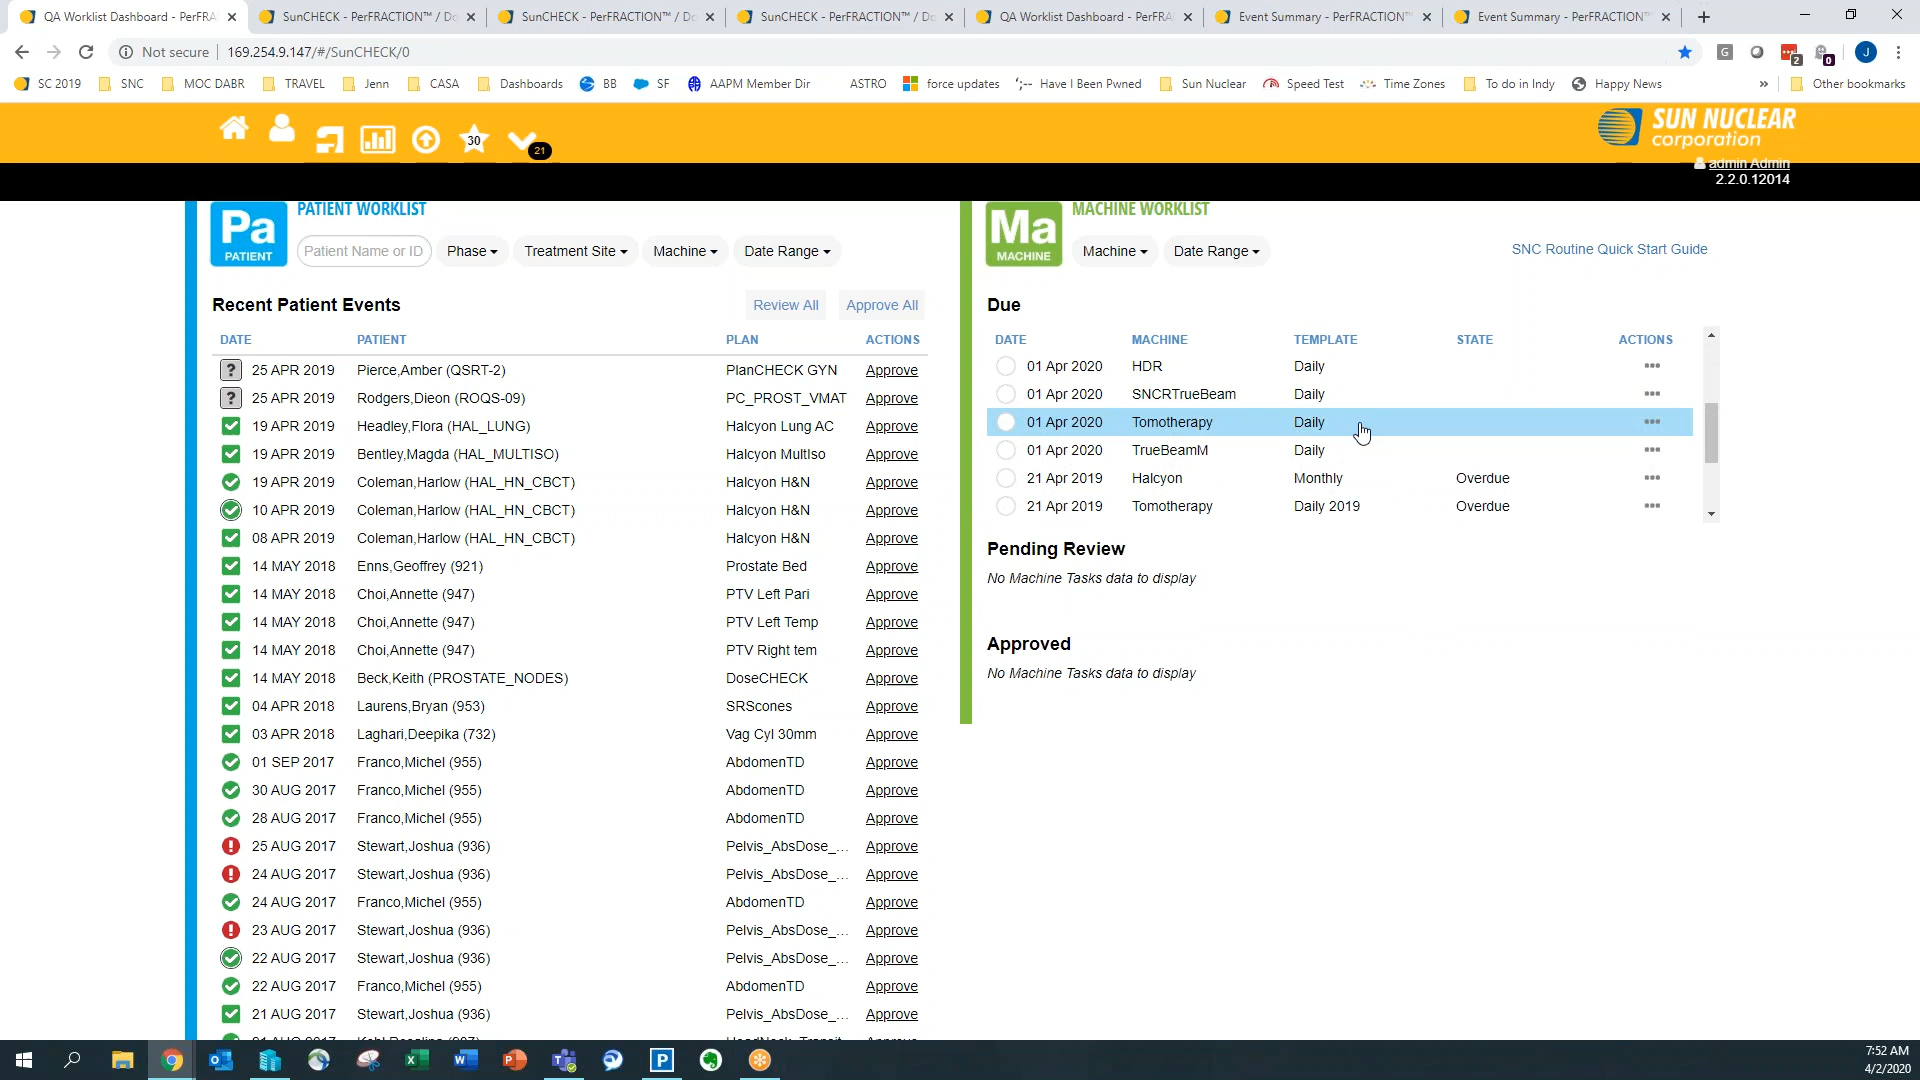 QA Worklist Dashboard - PerFRA
SunCHECK - PerFRACTION™ / Do
SunCHECK - PerFRACTION™ / Do
SunCHECK - PerFRACTION™ / Do
QA Worklist Dashboard - PerFRA
Event Summary - PerFRACTION™
Event Summary - PerFRACTION™
Not secure 169.254.9.147/#/SunCHECK/0
G 2 0 J
SC 2019 SNC MOC DABR TRAVEL Jenn CASA Dashboards BB SF AAPM Member Dir ASTRO force updates Have I Been Pwned Sun Nuclear Speed Test Time Zones To do in Indy Happy News » Other bookmarks
30 21
SUN NUCLEAR
corporation
admin Admin
2.2.0.12014
Pa
PATIENT
PATIENT WORKLIST
Patient Name or ID Phase Treatment Site Machine Date Range
Recent Patient Events Review All Approve All
DATE PATIENT PLAN ACTIONS
? 25 APR 2019 Pierce,Amber (QSRT-2) PlanCHECK GYN Approve
? 25 APR 2019 Rodgers,Dieon (ROQS-09) PC_PROST_VMAT Approve
19 APR 2019 Headley,Flora (HAL_LUNG) Halcyon Lung AC Approve
19 APR 2019 Bentley,Magda (HAL_MULTISO) Halcyon MultIso Approve
19 APR 2019 Coleman,Harlow (HAL_HN_CBCT) Halcyon H&N Approve
10 APR 2019 Coleman,Harlow (HAL_HN_CBCT) Halcyon H&N Approve
08 APR 2019 Coleman,Harlow (HAL_HN_CBCT) Halcyon H&N Approve
14 MAY 2018 Enns,Geoffrey (921) Prostate Bed Approve
14 MAY 2018 Choi,Annette (947) PTV Left Pari Approve
14 MAY 2018 Choi,Annette (947) PTV Left Temp Approve
14 MAY 2018 Choi,Annette (947) PTV Right tem Approve
14 MAY 2018 Beck,Keith (PROSTATE_NODES) DoseCHECK Approve
04 APR 2018 Laurens,Bryan (953) SRScones Approve
03 APR 2018 Laghari,Deepika (732) Vag Cyl 30mm Approve
01 SEP 2017 Franco,Michel (955) AbdomenTD Approve
30 AUG 2017 Franco,Michel (955) AbdomenTD Approve
28 AUG 2017 Franco,Michel (955) AbdomenTD Approve
! 25 AUG 2017 Stewart,Joshua (936) Pelvis_AbsDose_... Approve
! 24 AUG 2017 Stewart,Joshua (936) Pelvis_AbsDose_... Approve
24 AUG 2017 Franco,Michel (955) AbdomenTD Approve
! 23 AUG 2017 Stewart,Joshua (936) Pelvis_AbsDose_... Approve
22 AUG 2017 Stewart,Joshua (936) Pelvis_AbsDose_... Approve
22 AUG 2017 Franco,Michel (955) AbdomenTD Approve
21 AUG 2017 Stewart,Joshua (936) Pelvis_AbsDose_... Approve
Ma
MACHINE
MACHINE WORKLIST
Machine Date Range
SNC Routine Quick Start Guide
Due
DATE MACHINE TEMPLATE STATE ACTIONS
01 Apr 2020 HDR Daily
01 Apr 2020 SNCRTrueBeam Daily
01 Apr 2020 Tomotherapy Daily
01 Apr 2020 TrueBeamM Daily
21 Apr 2019 Halcyon Monthly Overdue
21 Apr 2019 Tomotherapy Daily 2019 Overdue
Pending Review
No Machine Tasks data to display
Approved
No Machine Tasks data to display
7:52 AM
4/2/2020